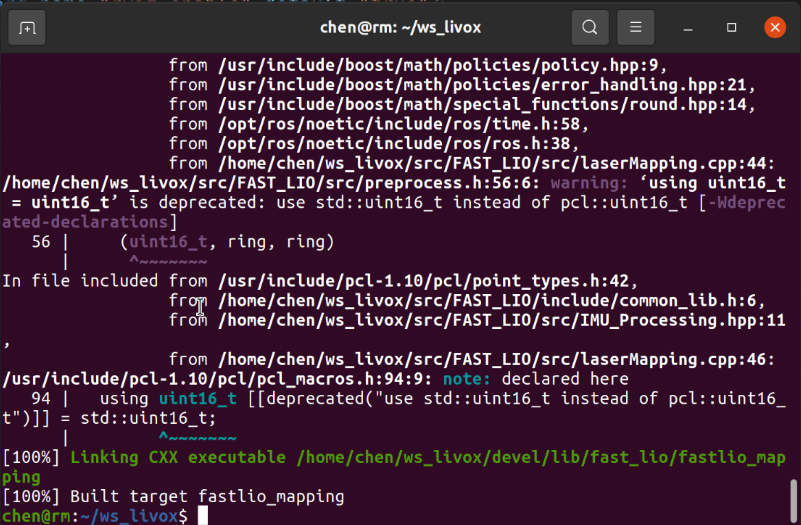 chen@rm: ~/ws_livox
from /usr/include/boost/math/policies/policy.hpp:9,
from /usr/include/boost/math/policies/error_handling.hpp:21,
from /usr/include/boost/math/special_functions/round.hpp:14,
from /opt/ros/noetic/include/ros/time.h:58,
from /opt/ros/noetic/include/ros/ros.h:38,
from /home/chen/ws_livox/src/FAST_LIO/src/laserMapping.cpp:44:
/home/chen/ws_livox/src/FAST_LIO/src/preprocess.h:56:6: warning: ‘using uint16_t
= uint16_t’ is deprecated: use std::uint16_t instead of pcl::uint16_t [-Wdeprec
ated-declarations]
56 |     (uint16_t, ring, ring)
|      ^~~~~~~~
In file included from /usr/include/pcl-1.10/pcl/point_types.h:42,
from /home/chen/ws_livox/src/FAST_LIO/include/common_lib.h:6,
from /home/chen/ws_livox/src/FAST_LIO/src/IMU_Processing.hpp:11
,
from /home/chen/ws_livox/src/FAST_LIO/src/laserMapping.cpp:46:
/usr/include/pcl-1.10/pcl/pcl_macros.h:94:9: note: declared here
94 |   using uint16_t [[deprecated("use std::uint16_t instead of pcl::uint16_
t")]] = std::uint16_t;
|         ^~~~~~~~
[100%] Linking CXX executable /home/chen/ws_livox/devel/lib/fast_lio/fastlio_map
ping
[100%] Built target fastlio_mapping
chen@rm:~/ws_livox$